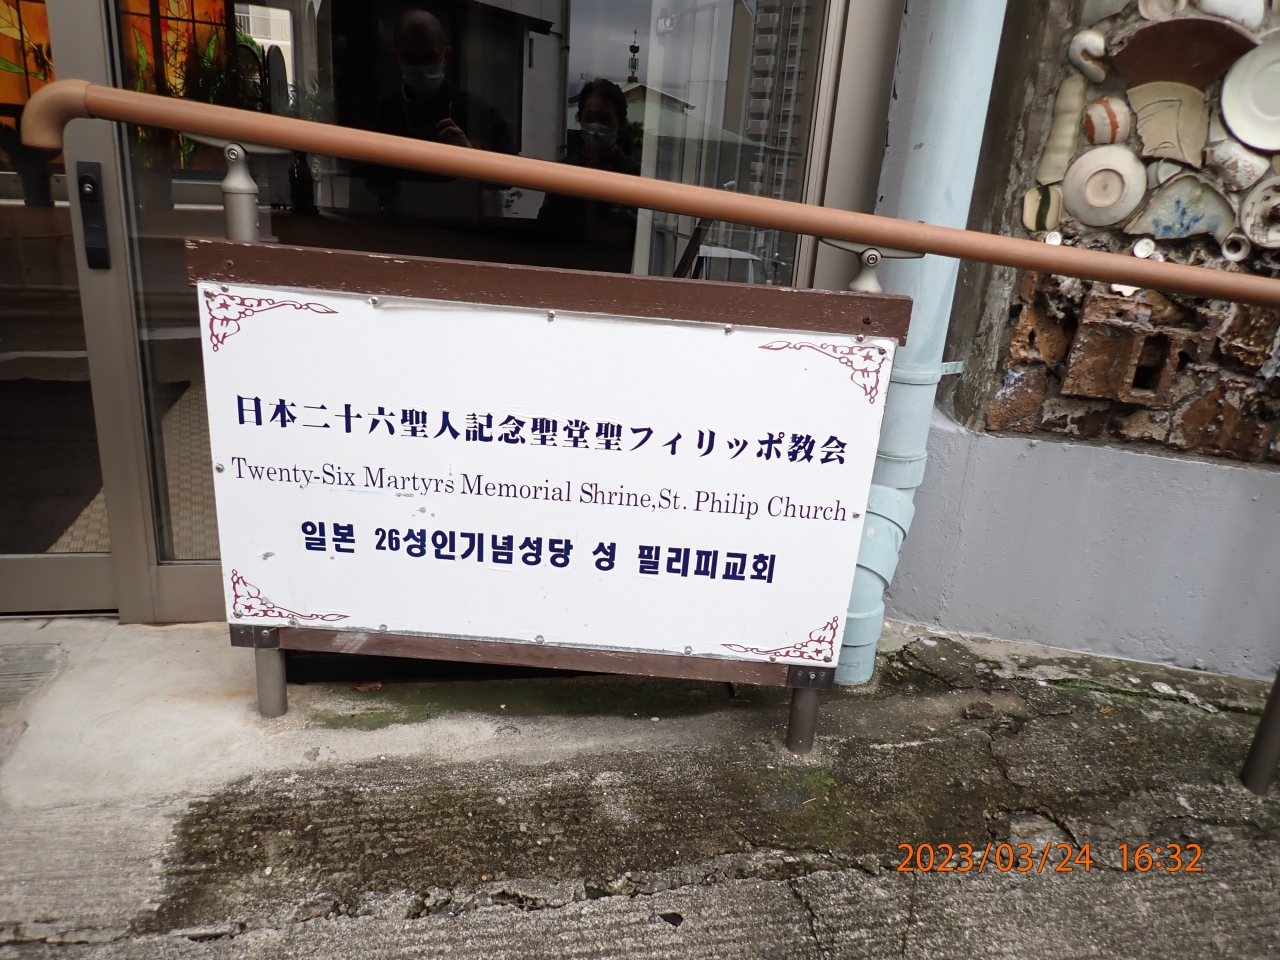 日本二十六聖人記念聖堂聖フィリッポ教会
Twenty-Six Martyrs Memorial Shrine,St. Philip Church
일본 26성인기념성당 성 필리피교회
2023/03/24 16:32